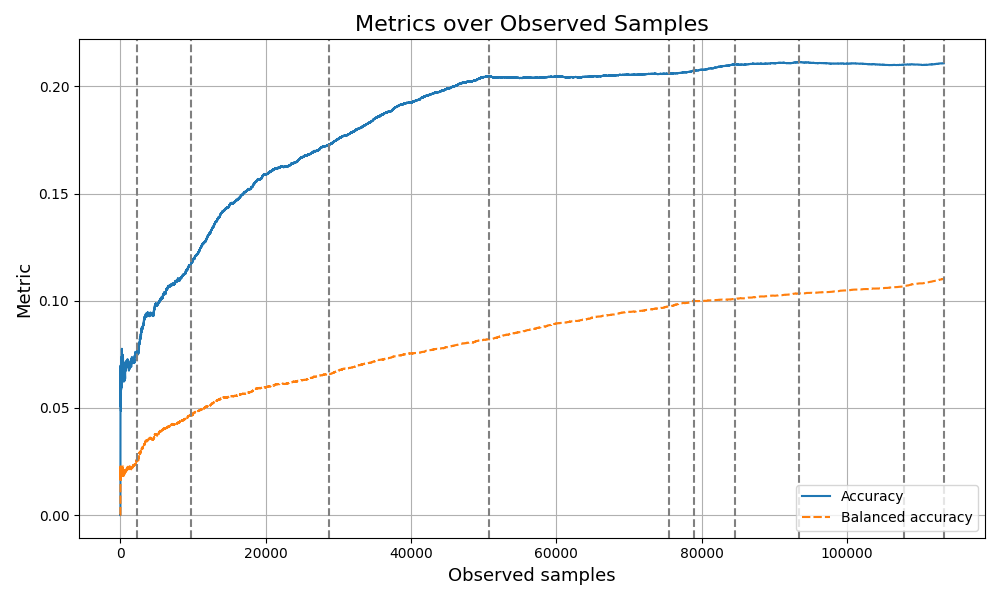 Metrics over Observed Samples
Metric
0.20
0.15
0.10
0.05
0.00
Accuracy
Balanced accuracy
0 20000 40000 60000 80000 100000
Observed samples